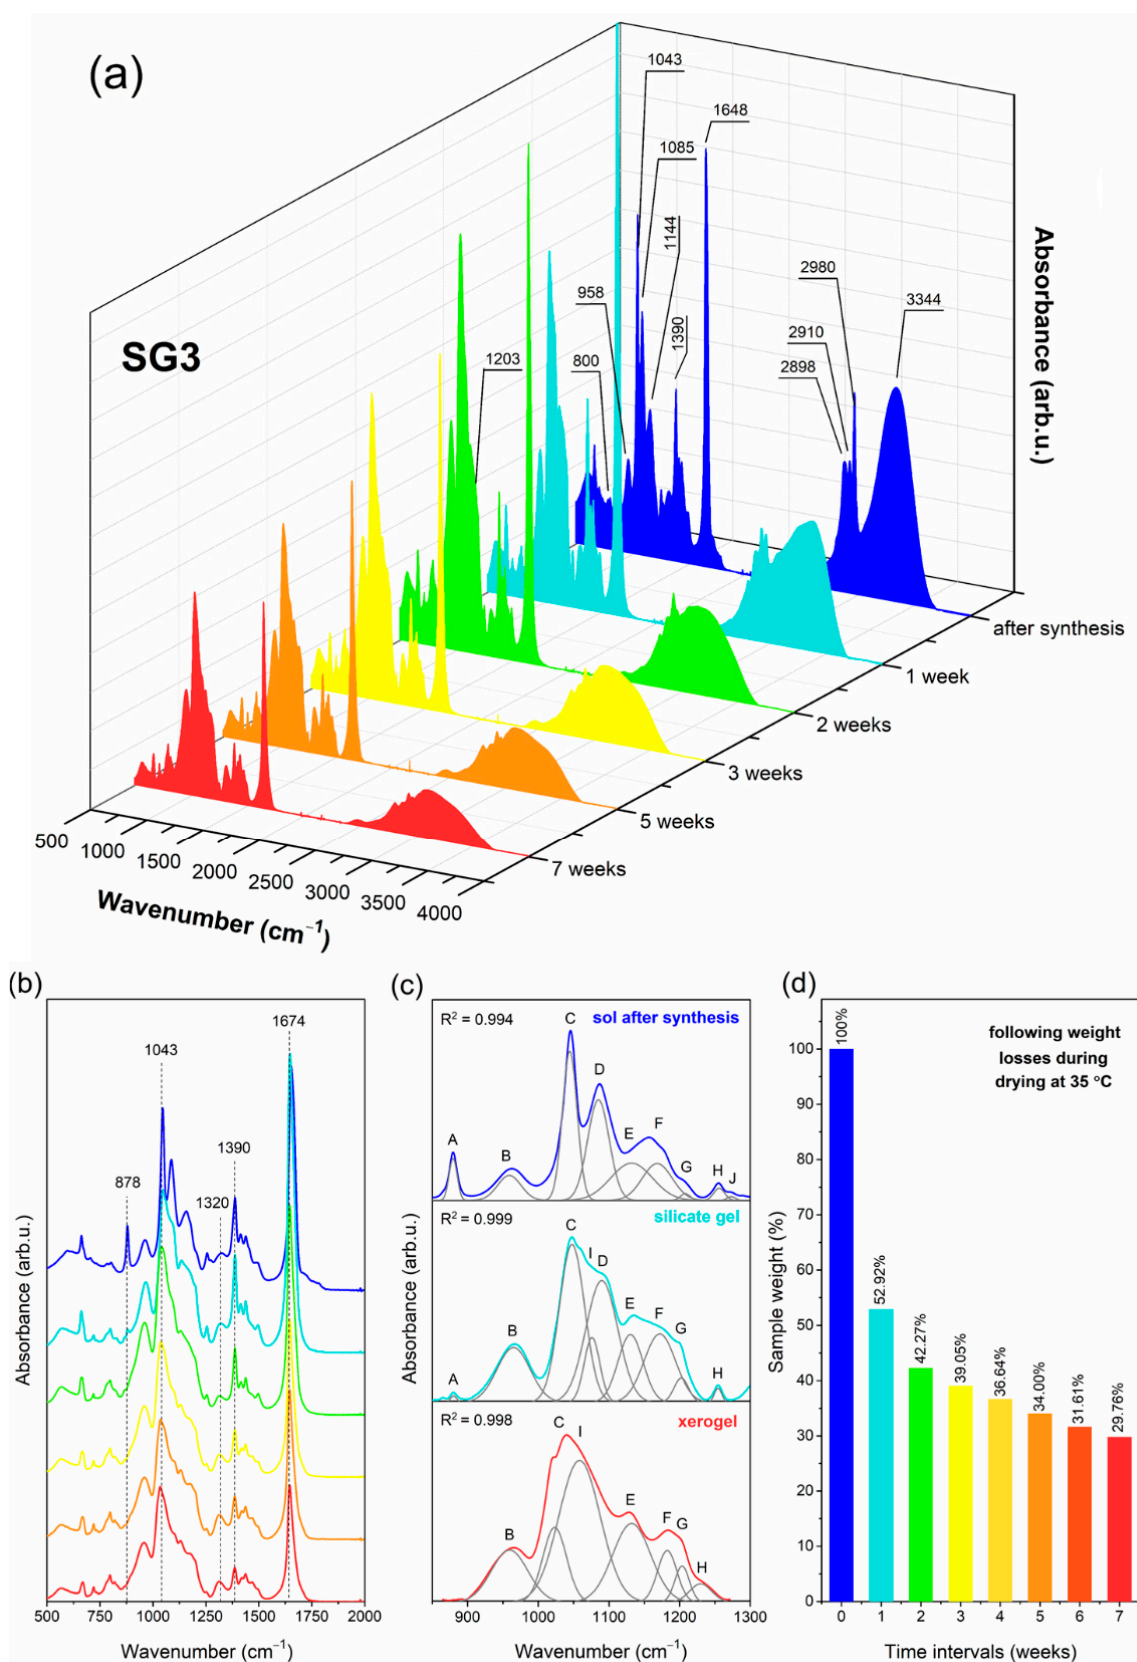 (a)
SG3
1043
1648
1085
1144
958
1390
800
1203
2980
3344
2910
2898
Absorbance (arb.u.)
after synthesis
1 week
2 weeks
3 weeks
5 weeks
7 weeks
500
1000
1500
2000
2500
3000
3500
4000
Wavenumber (cm⁻¹)
(b)
1674
1043
1390
878
1320
Absorbance (arb.u.)
500 1000 1250 1500 2000
Wavenumber (cm⁻¹)
(c)
R² = 0.994
sol after synthesis
A B C D E F G H J
R² = 0.999
silicate gel
A B C I D E F G H
R² = 0.998
xerogel
B C I E F G H
Absorbance (arb.u.)
900 1000 1100 1200 1300
Wavenumber (cm⁻¹)
(d)
following weight
losses during
drying at 35 °C
100%
52.92%
42.27%
39.05%
36.64%
34.00%
31.61%
29.76%
Sample weight (%)
100
90
80
70
60
50
40
30
20
10
0
0 1 2 3 4 5 6 7
Time intervals (weeks)